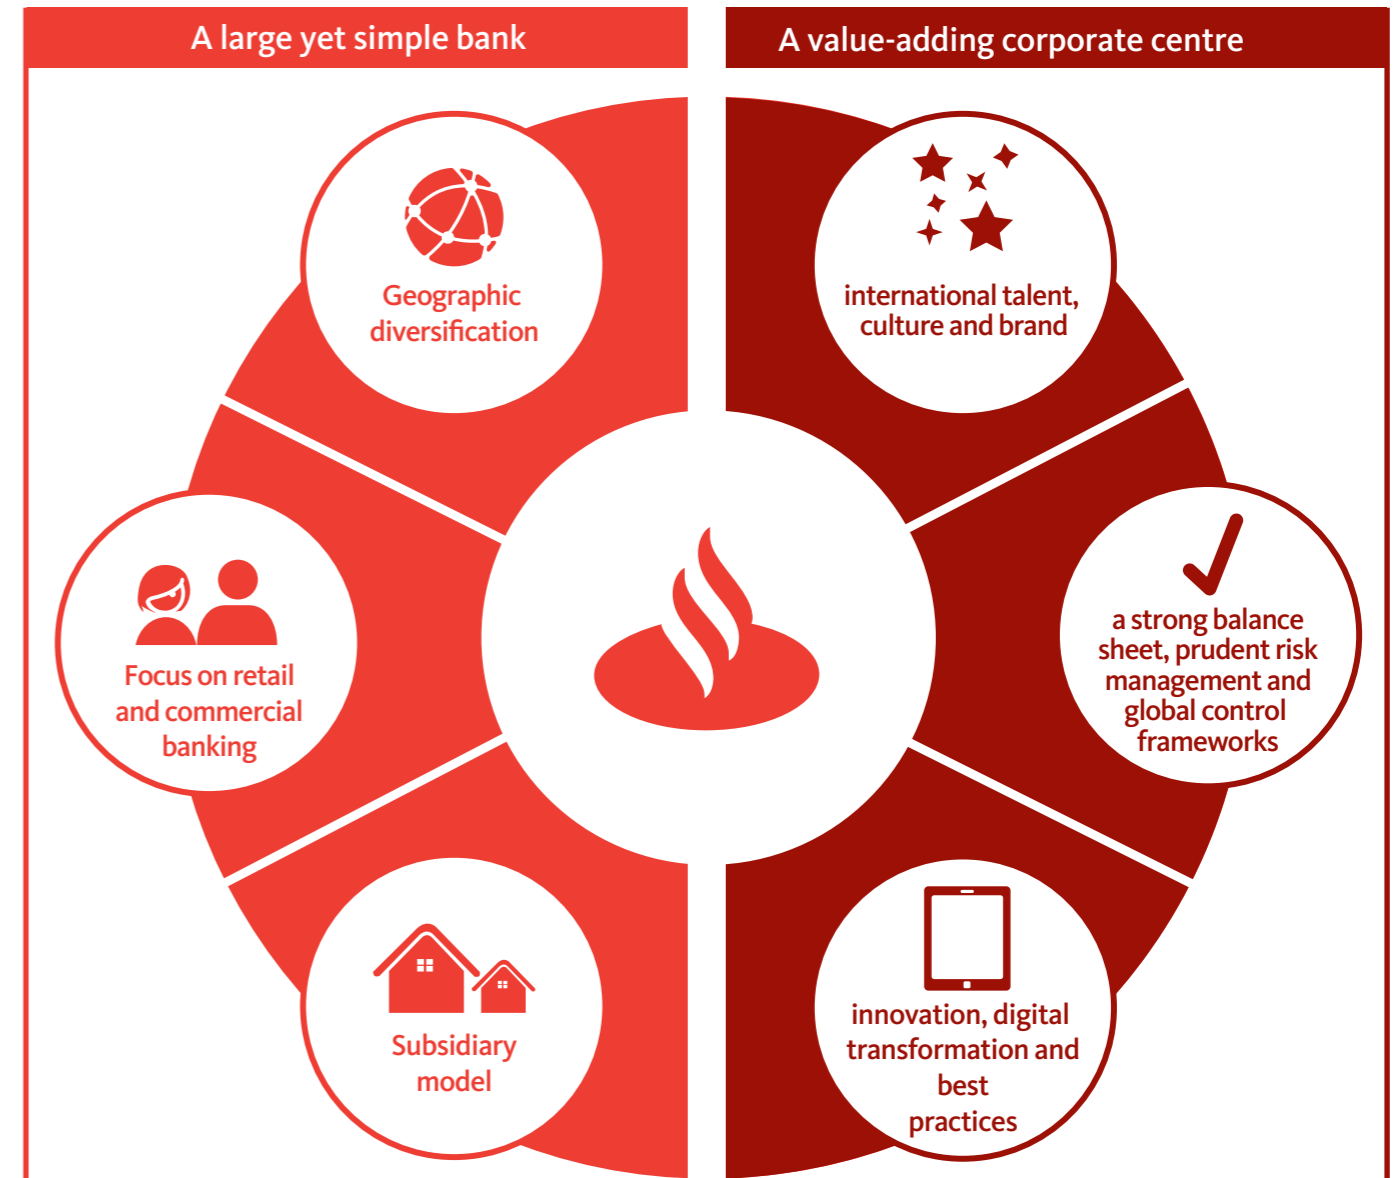 A large yet simple bank
A value-adding corporate centre
Geographic
diversification
international talent,
culture and brand
Focus on retail
and commercial
banking
a strong balance
sheet, prudent risk
management and
global control
frameworks
Subsidiary
model
innovation, digital
transformation and
best
practices